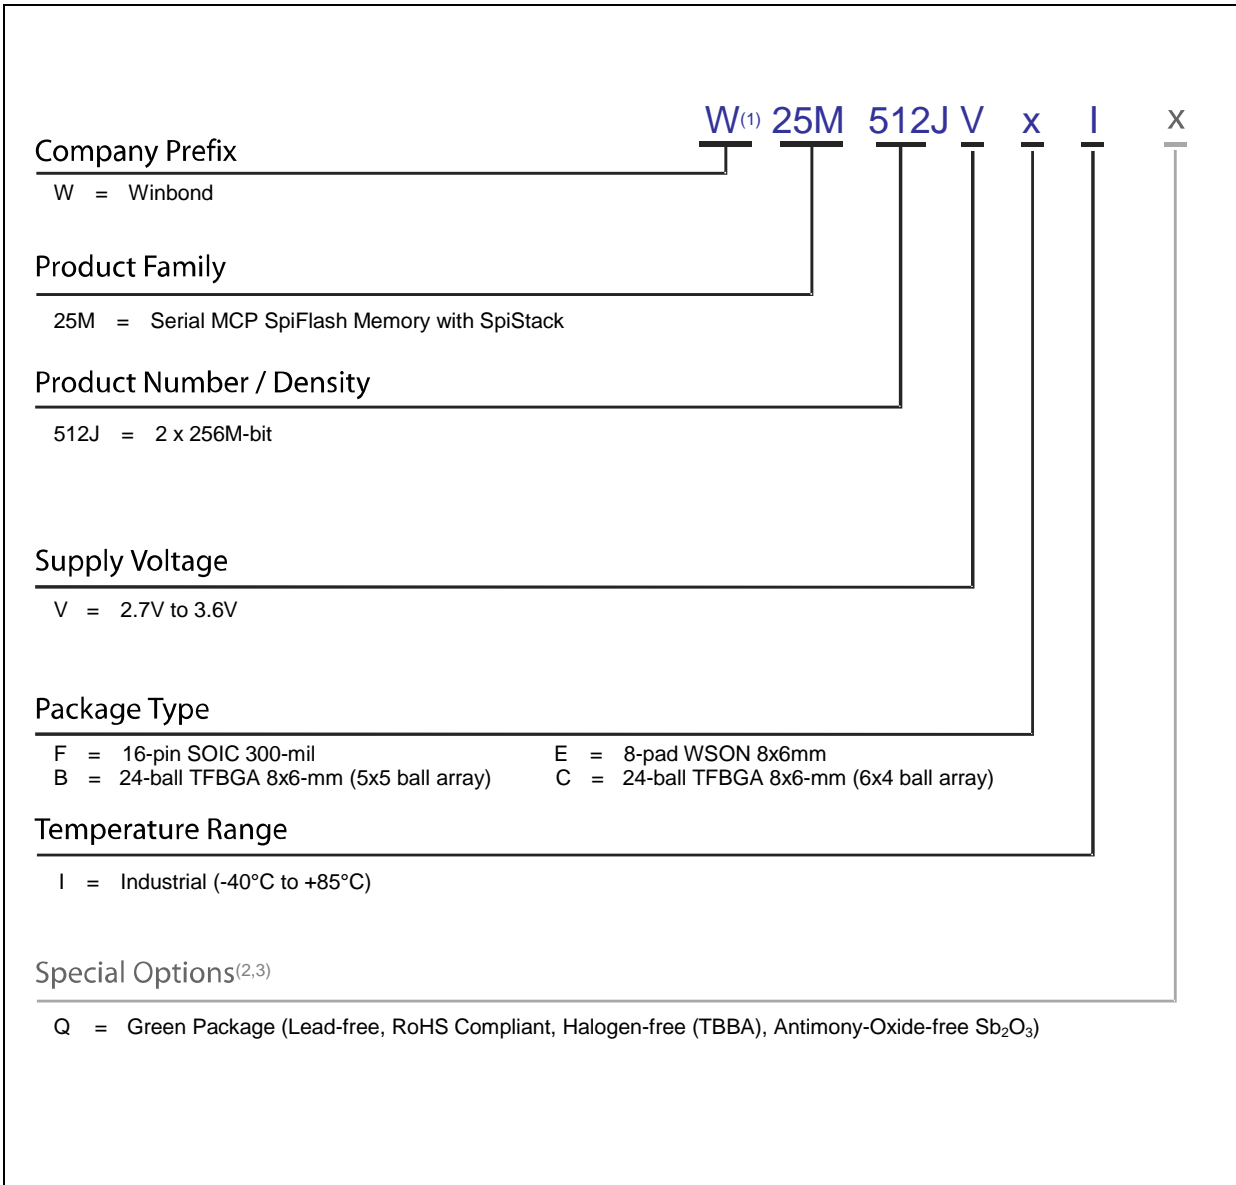 W(1) 25M 512J V x I x
Company Prefix
W = Winbond
Product Family
25M = Serial MCP SpiFlash Memory with SpiStack
Product Number / Density
512J = 2 x 256M-bit
Supply Voltage
V = 2.7V to 3.6V
Package Type
F = 16-pin SOIC 300-mil E = 8-pad WSON 8x6mm
B = 24-ball TFBGA 8x6-mm (5x5 ball array) C = 24-ball TFBGA 8x6-mm (6x4 ball array)
Temperature Range
I = Industrial (-40°C to +85°C)
Special Options(2,3)
Q = Green Package (Lead-free, RoHS Compliant, Halogen-free (TBBA), Antimony-Oxide-free Sb₂O₃)